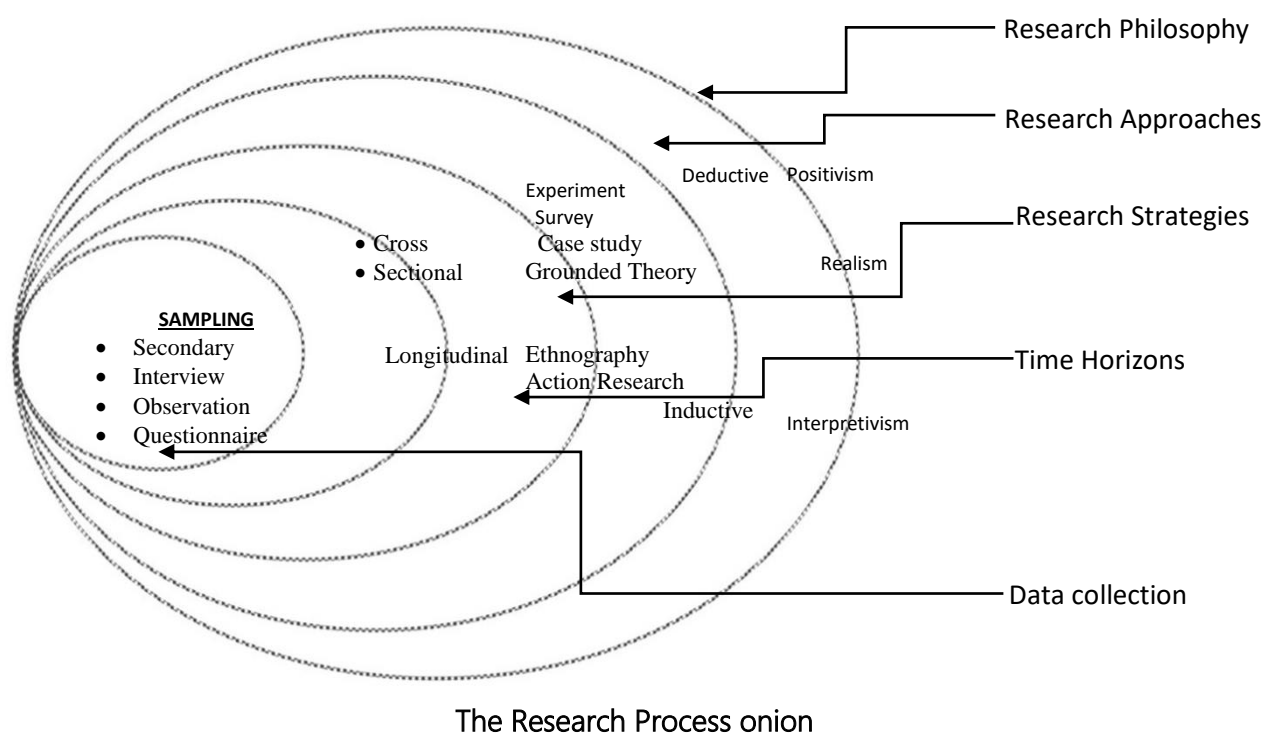 Research Philosophy
Research Approaches
Deductive Positivism
Experiment
Survey
Research Strategies
• Cross
• Sectional
Case study
Grounded Theory
Realism
SAMPLING
• Secondary
• Interview
• Observation
• Questionnaire
Longitudinal
Ethnography
Action Research
Time Horizons
Inductive
Interpretivism
Data collection
The Research Process onion